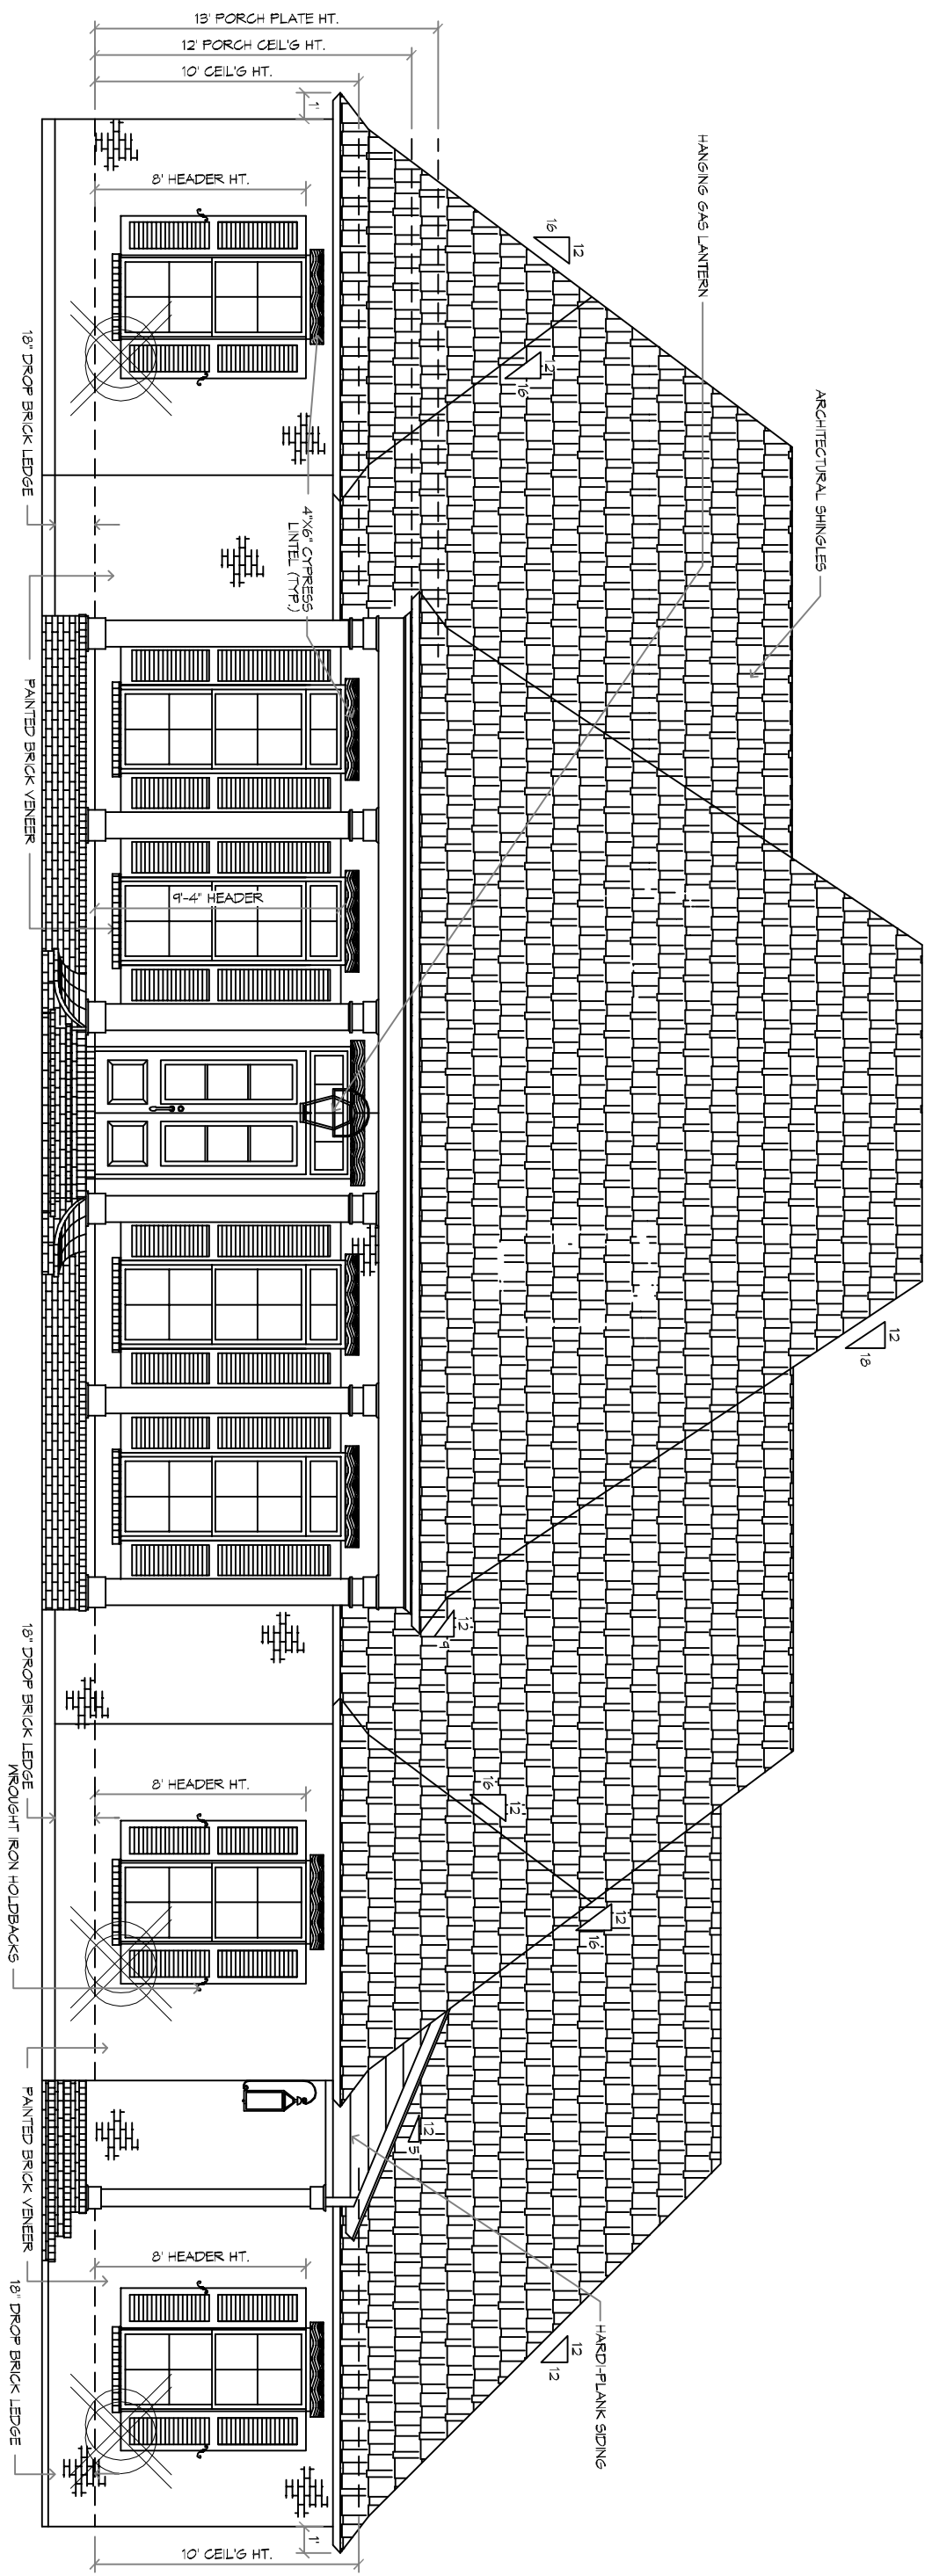 13' PORCH PLATE HT.
12' PORCH CEIL'G HT.
10' CEIL'G HT.
1'
8' HEADER HT.
16
12
12
16
HANGING GAS LANTERN
ARCHITECTURAL SHINGLES
18" DROP BRICK LEDGE
4"X6" CYPRESS
LINTEL (TYP.)
PAINTED BRICK VENEER
9'-4" HEADER
12
18
12
9
18" DROP BRICK LEDGE
WROUGHT IRON HOLDBACKS
8' HEADER HT.
16
12
12
16
12
5
PAINTED BRICK VENEER
HARDI-PLANK SIDING
12
12
8' HEADER HT.
18" DROP BRICK LEDGE
1'
10' CEIL'G HT.